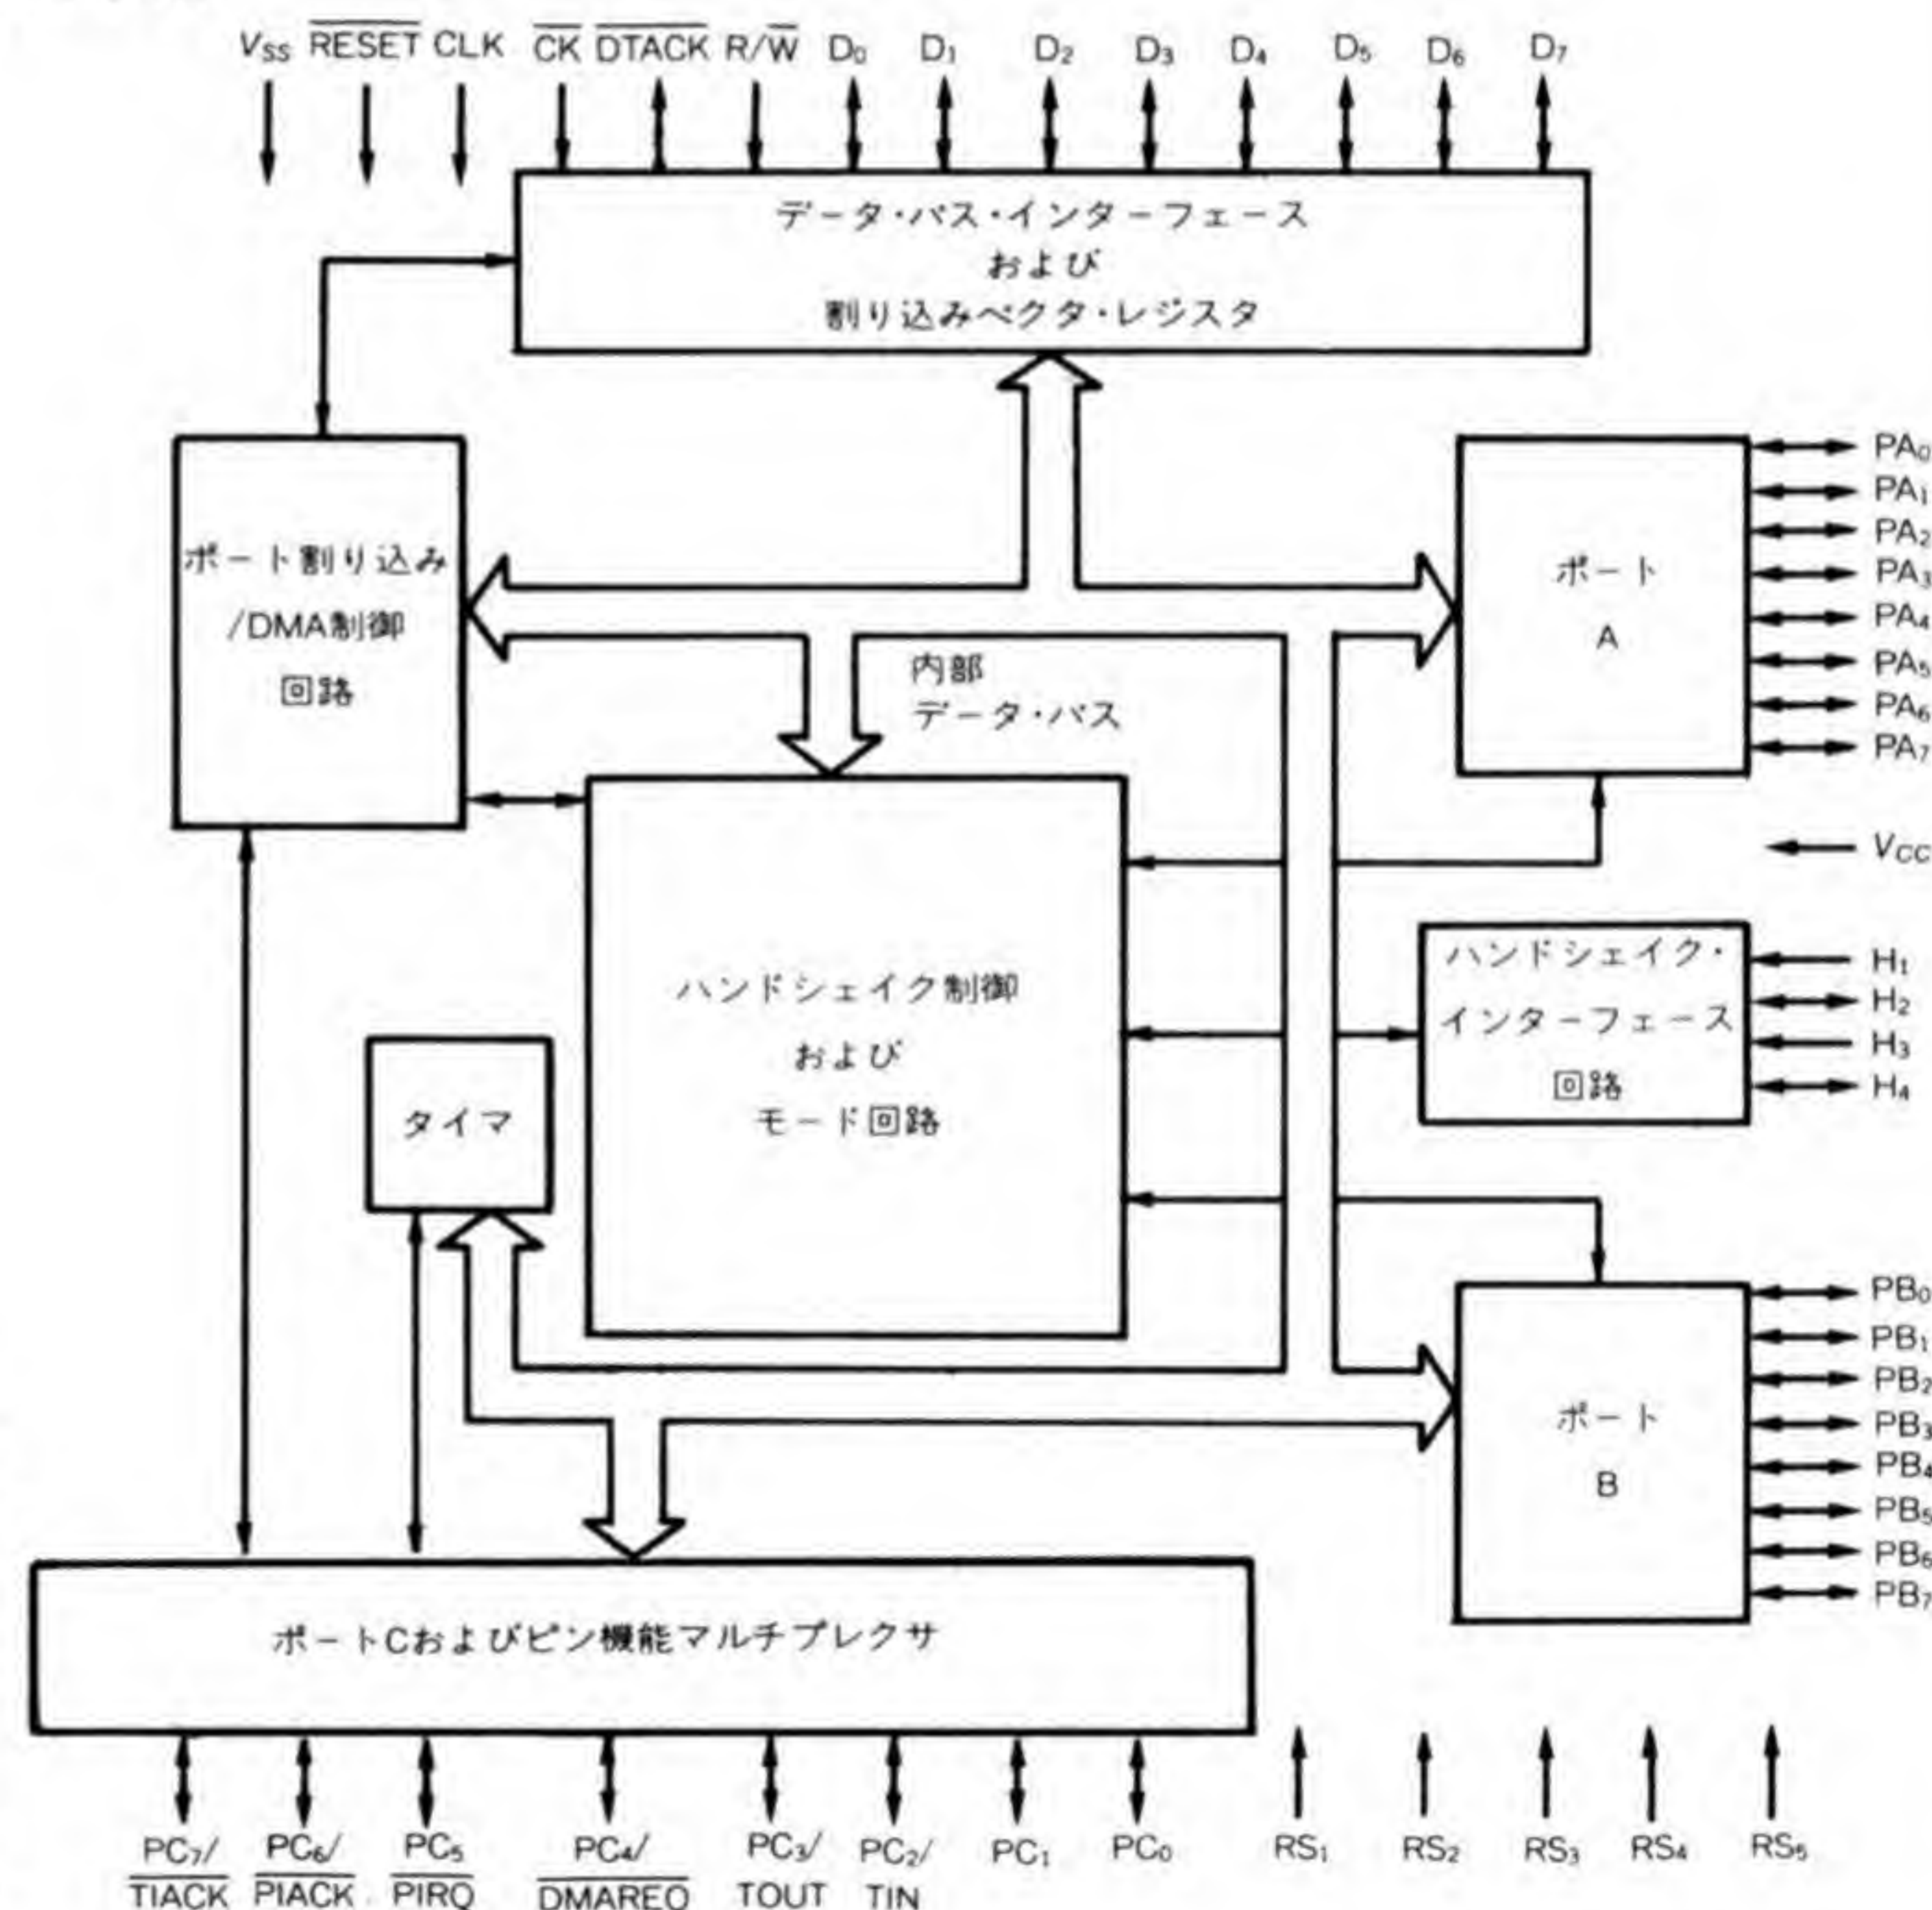 VSS RESET CLK CK DTACK R/W D0 D1 D2 D3 D4 D5 D6 D7
データ・バス・インターフェース
および
割り込みベクタ・レジスタ
ポート割り込み
/DMA制御
回路
内部
データ・バス
ポート
A
PA0
PA1
PA2
PA3
PA4
PA5
PA6
PA7
VCC
ハンドシェイク制御
および
モード回路
ハンドシェイク・
インターフェース
回路
H1
H2
H3
H4
タイマ
ポート
B
PB0
PB1
PB2
PB3
PB4
PB5
PB6
PB7
ポートCおよびピン機能マルチプレクサ
PC7/ PC6/ PC5 PC4/ PC3/ PC2/ PC1 PC0 RS1 RS2 RS3 RS4 RS5
TIACK PIACK PIRQ DMAREQ TOUT TIN